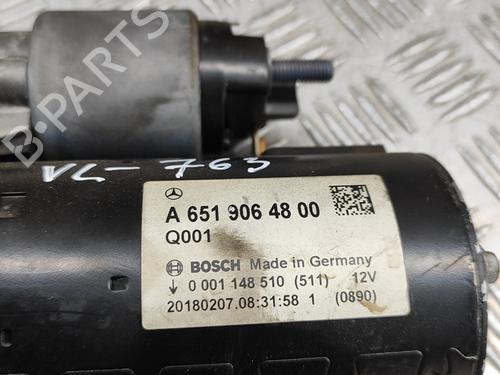 B-PARTS
VL-763
A 651 906 48 00
Q001
BOSCH Made in Germany
0 001 148 510 (511) 12V
20180207.08:31:58 1 (0890)